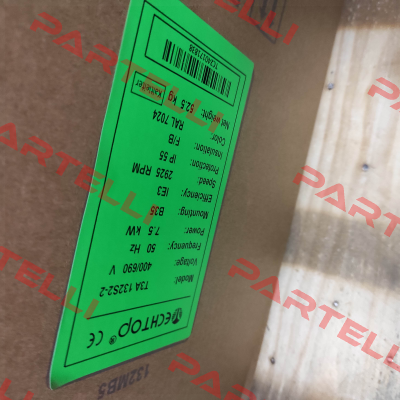 TECHTOP® CE
Model: T3A 132S2-2
Voltage: 400/690 V
Frequency: 50 Hz
Power: 7.5 kW
Mounting: B35
Efficiency: IE3
Speed: 2925 RPM
Protection: IP 55
Insulation: F/B
Color: RAL 7024
Net weight: 52.5 kg
132MB5
PARTELLI
PARTELLI
PARTELLI
PARTELLI
PARTELLI
PARTELLI